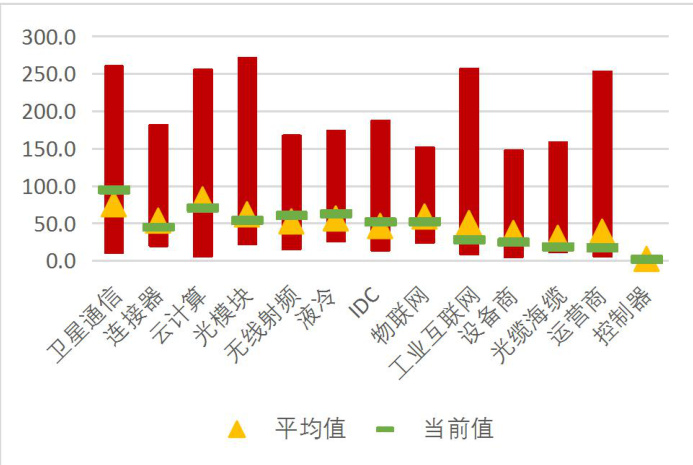 300.0
250.0
200.0
150.0
100.0
50.0
0.0
卫星通信
连接器
云计算
光模块
无线射频
液冷
IDC
物联网
工业互联网
设备商
光缆海缆
运营商
控制器
平均值 当前值